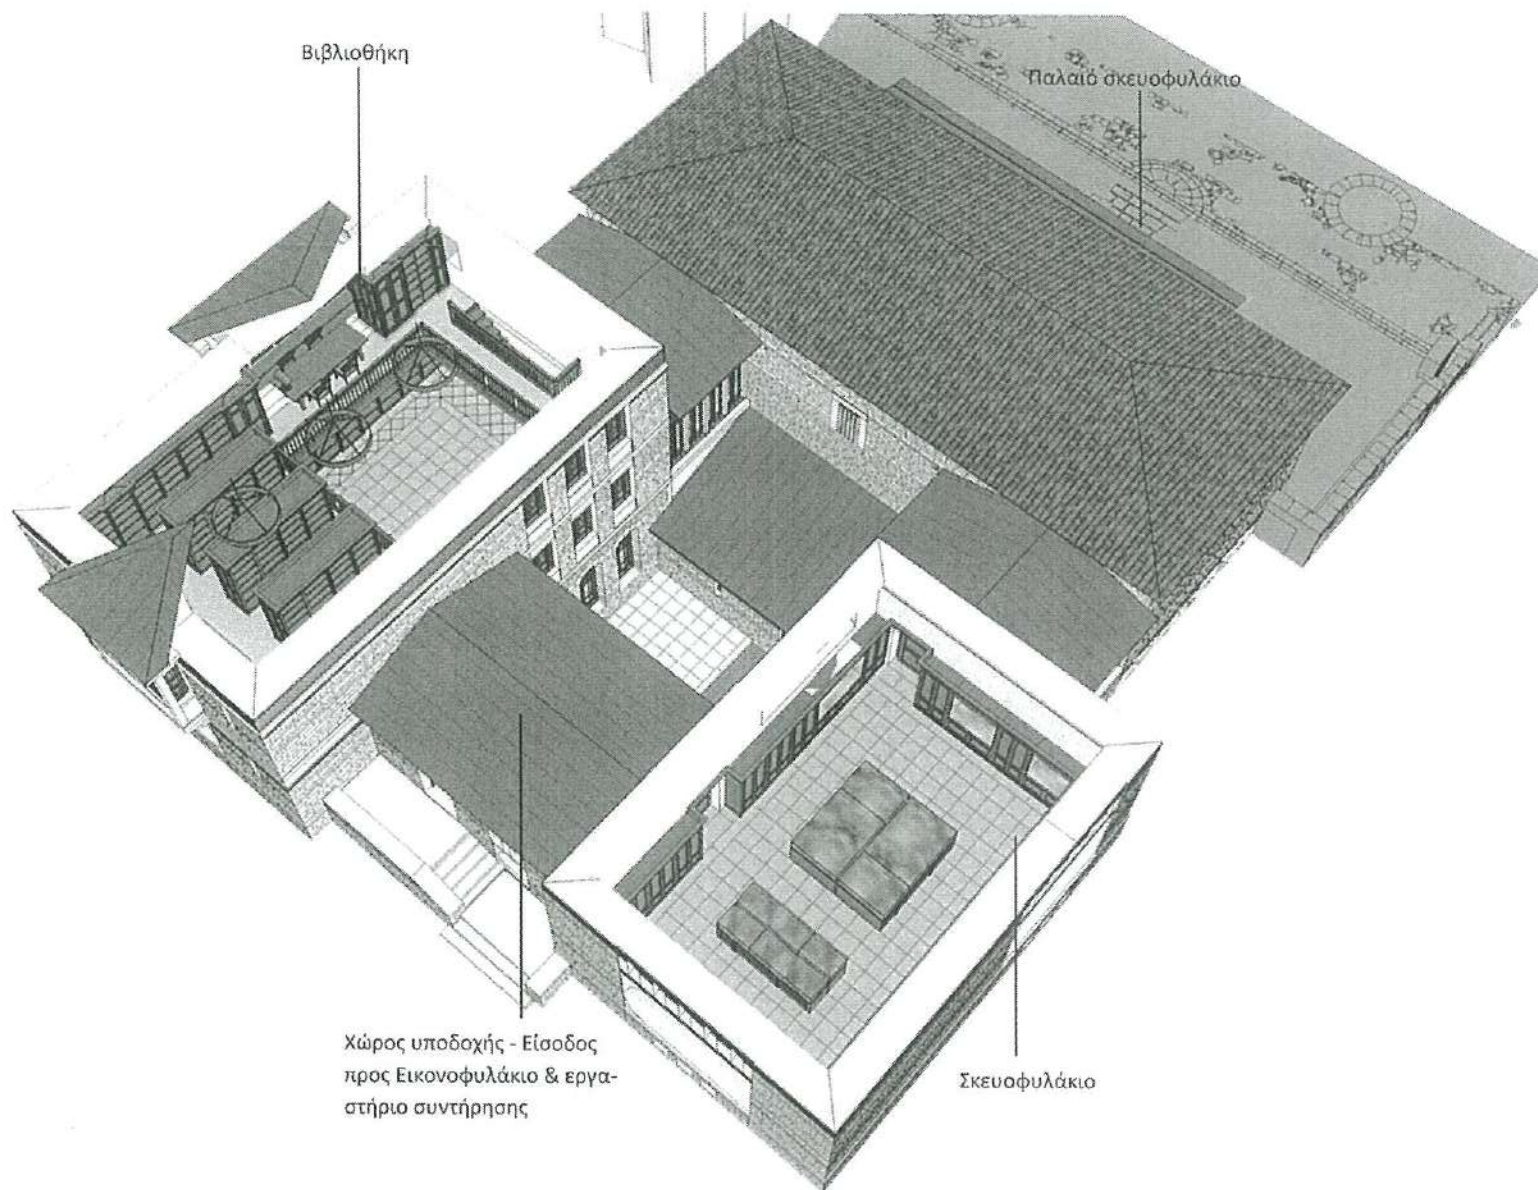 Βιβλιοθήκη
Παλαιό σκευοφυλάκιο
Χώρος υποδοχής - Είσοδος
προς Εικονοφυλάκιο & εργα-
στήριο συντήρησης
Σκευοφυλάκιο